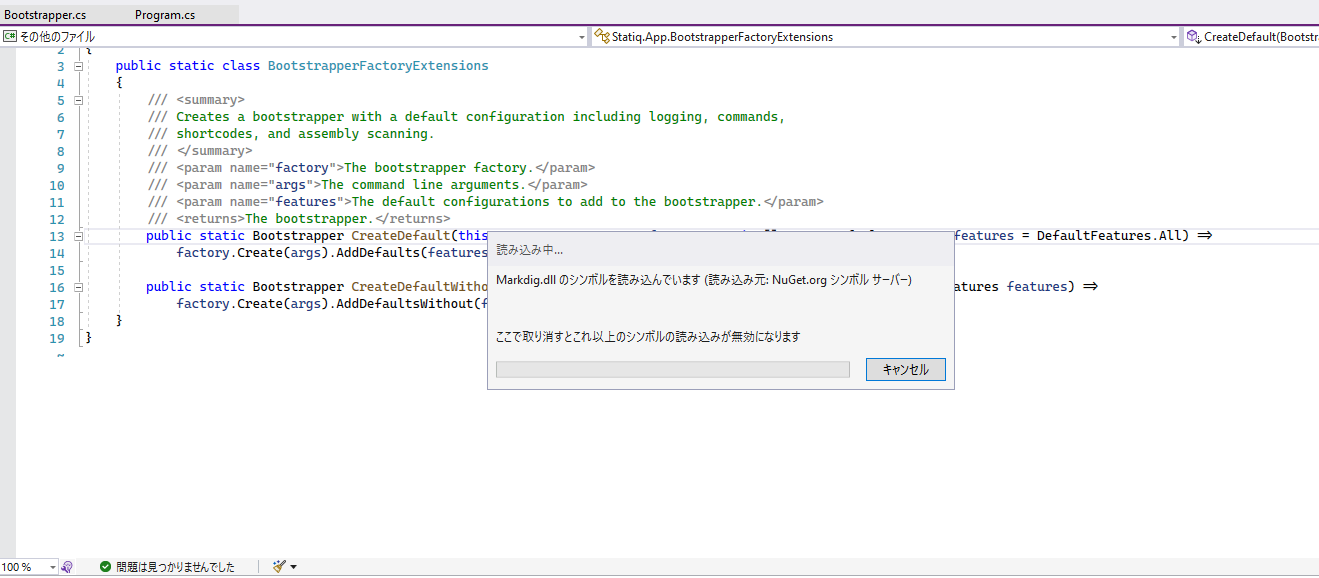 Bootstrapper.cs Program.cs
C# その他のファイル Statiq.App.BootstrapperFactoryExtensions CreateDefault(Bootstr
2 {
3 public static class BootstrapperFactoryExtensions
4 {
5 /// <summary>
6 /// Creates a bootstrapper with a default configuration including logging, commands,
7 /// shortcodes, and assembly scanning.
8 /// </summary>
9 /// <param name="factory">The bootstrapper factory.</param>
10 /// <param name="args">The command line arguments.</param>
11 /// <param name="features">The default configurations to add to the bootstrapper.</param>
12 /// <returns>The bootstrapper.</returns>
13 public static Bootstrapper CreateDefault(this features = DefaultFeatures.All) =>
14 factory.Create(args).AddDefaults(features
15
16 public static Bootstrapper CreateDefaultWitho atures features) =>
17 factory.Create(args).AddDefaultsWithout(f
18 }
19 }
~
読み込み中...
Markdig.dll のシンボルを読み込んでいます (読み込み元: NuGet.org シンボル サーバー)
ここで取り消すとこれ以上のシンボルの読み込みが無効になります
キャンセル
100 % 問題は見つかりませんでした